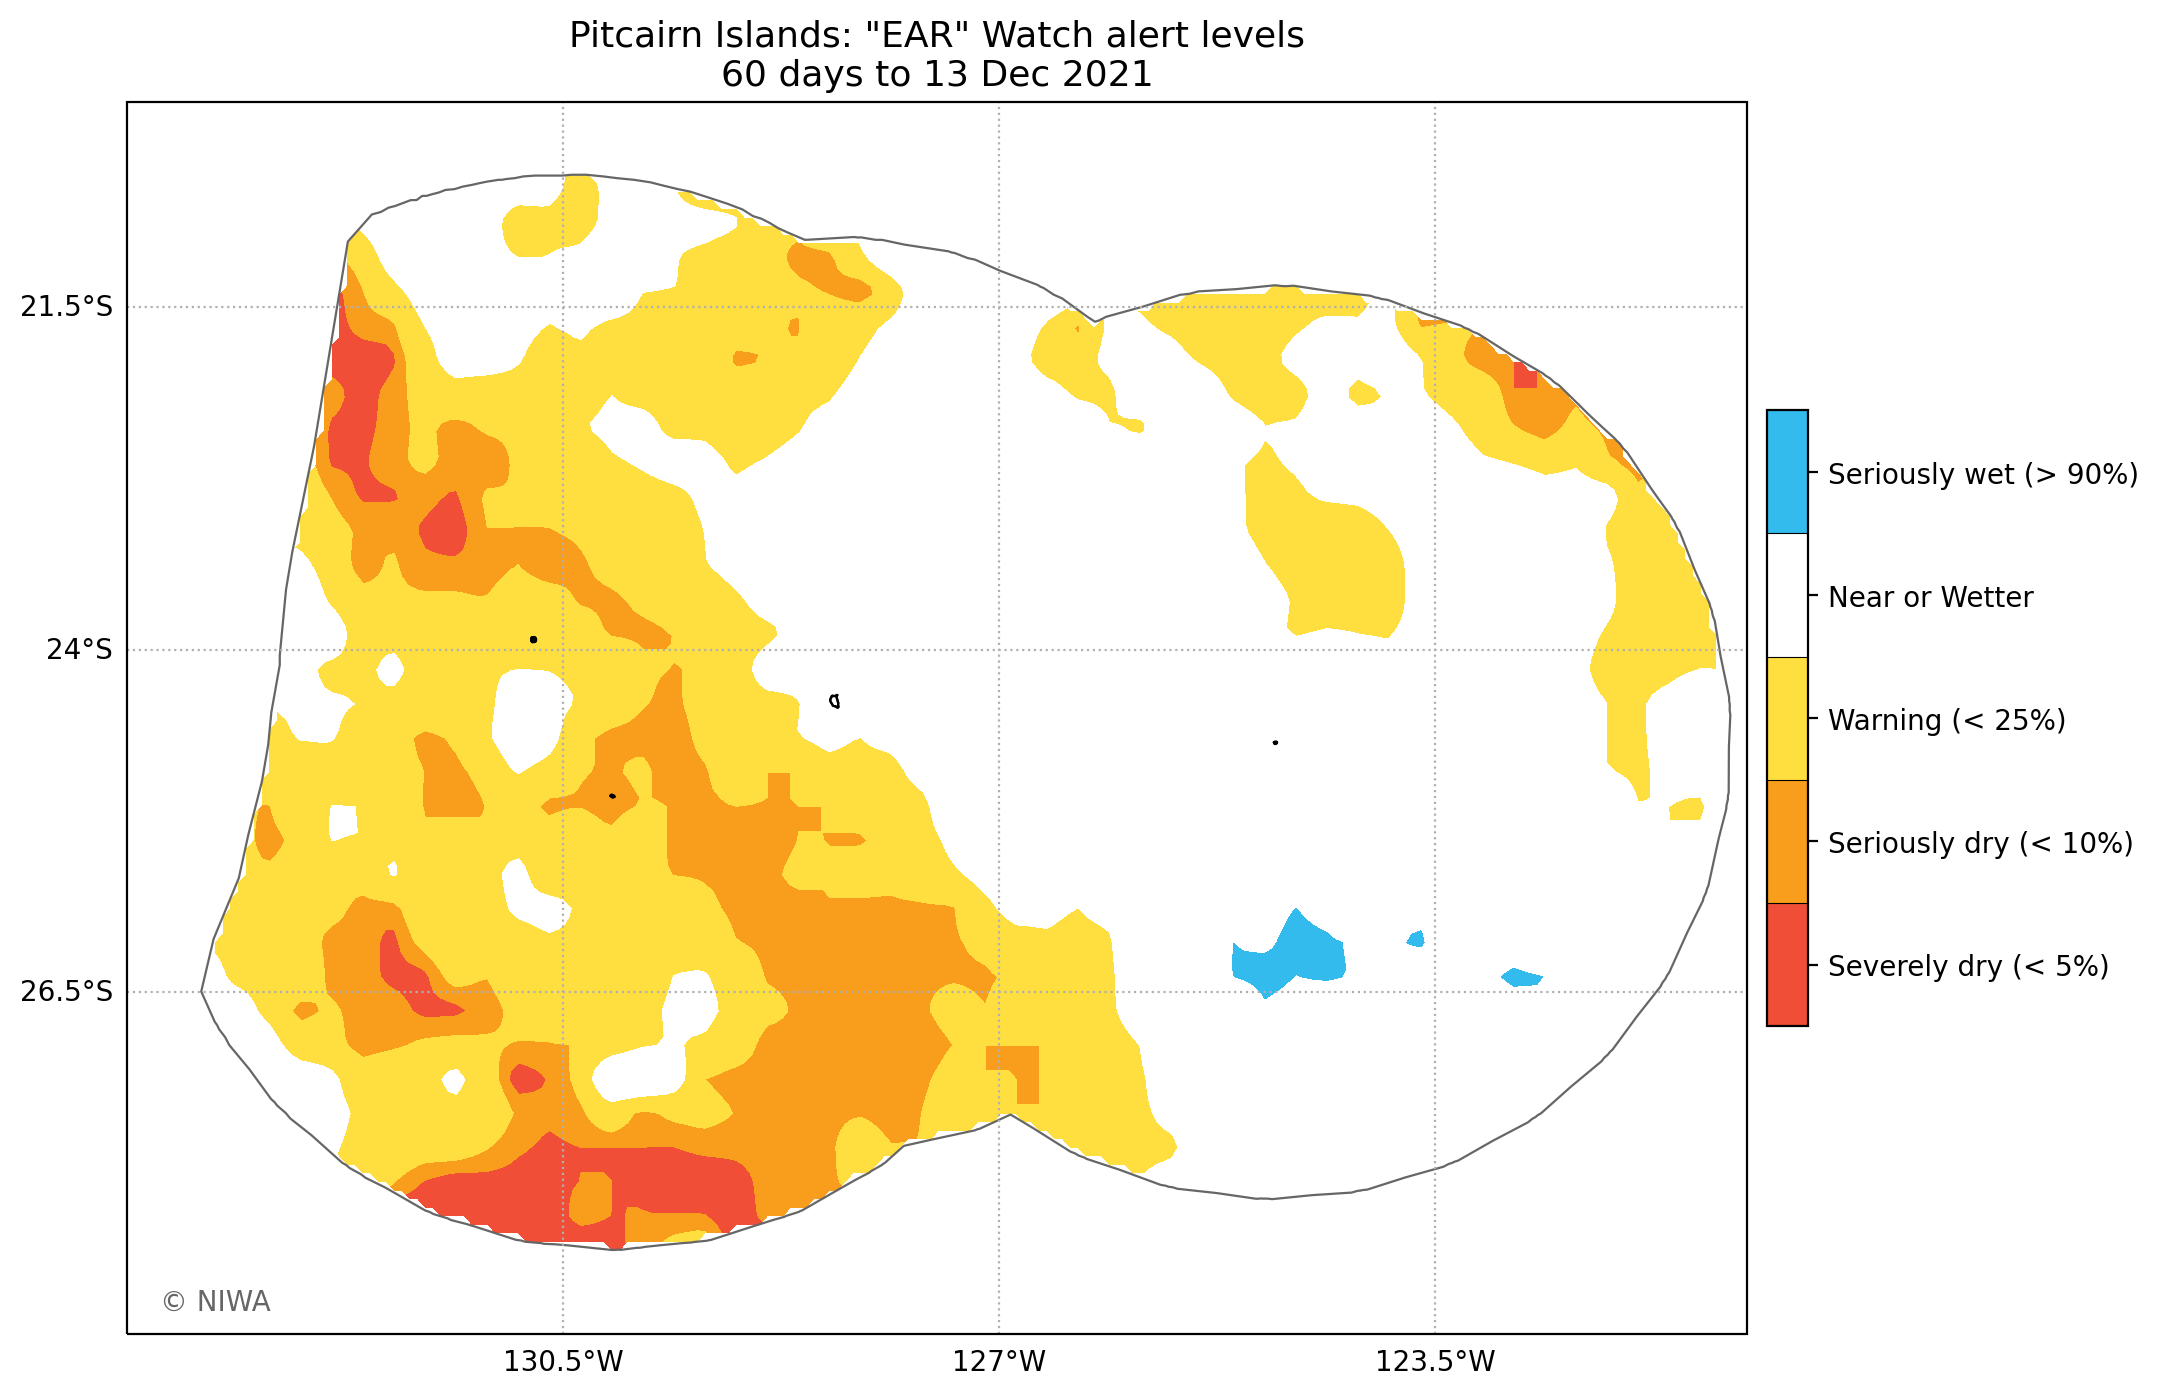 Pitcairn Islands: "EAR" Watch alert levels
60 days to 13 Dec 2021
21.5°S
24°S
26.5°S
130.5°W
127°W
123.5°W
Seriously wet (> 90%)
Near or Wetter
Warning (< 25%)
Seriously dry (< 10%)
Severely dry (< 5%)
© NIWA